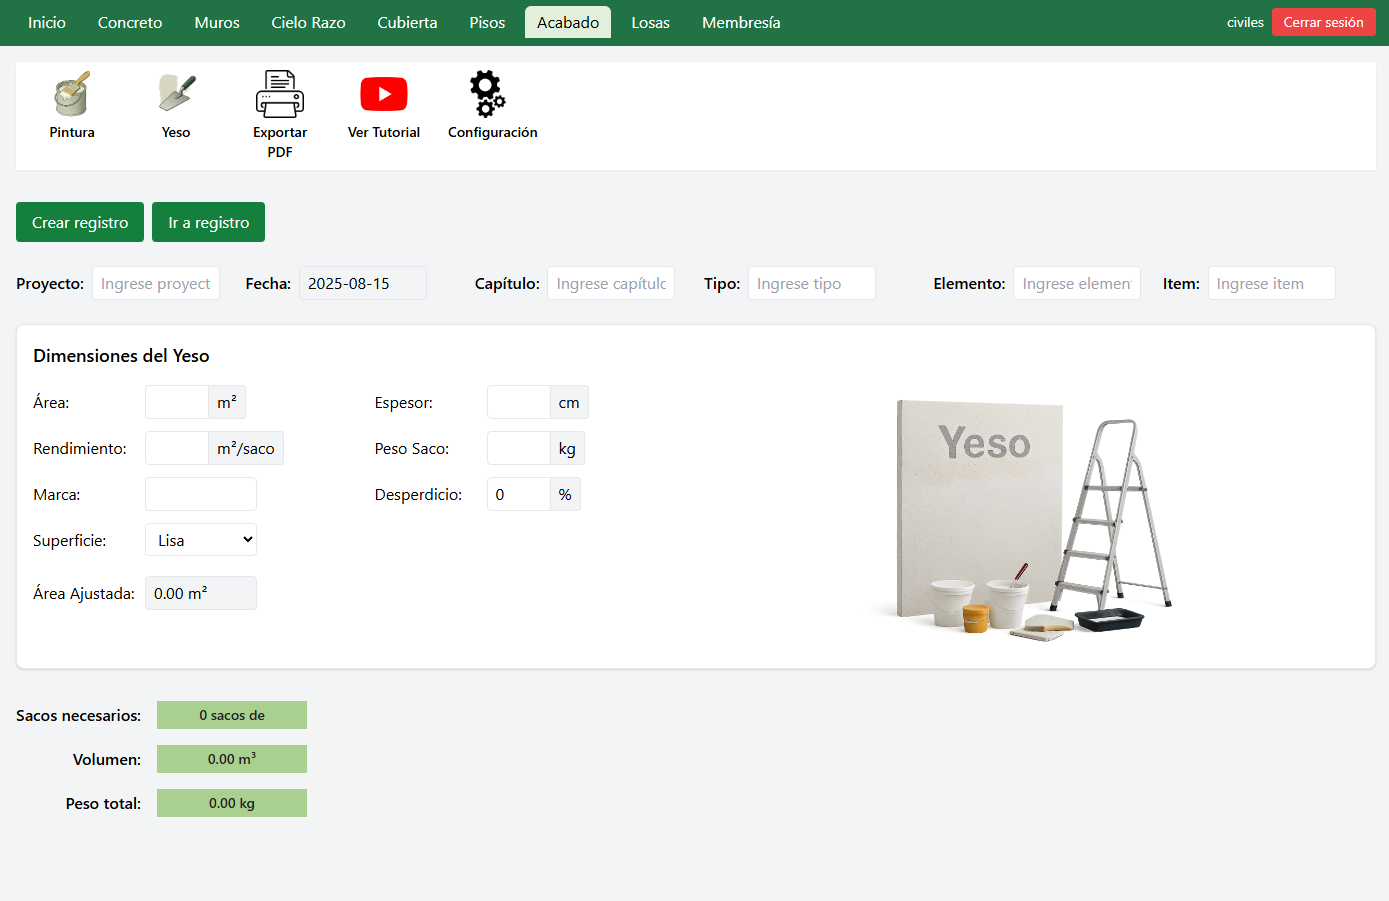 Inicio Concreto Muros Cielo Razo Cubierta Pisos Acabado Losas Membresía civiles Cerrar sesión
Pintura Yeso Exportar PDF Ver Tutorial Configuración
Crear registro Ir a registro
Proyecto: Ingrese proyect Fecha: 2025-08-15 Capítulo: Ingrese capítulo Tipo: Ingrese tipo Elemento: Ingrese elemen Item: Ingrese item
Dimensiones del Yeso
Área: m² Espesor: cm
Rendimiento: m²/saco Peso Saco: kg
Marca: Desperdicio: 0 %
Superficie: Lisa
Área Ajustada: 0.00 m²
Yeso
Sacos necesarios: 0 sacos de
Volumen: 0.00 m³
Peso total: 0.00 kg